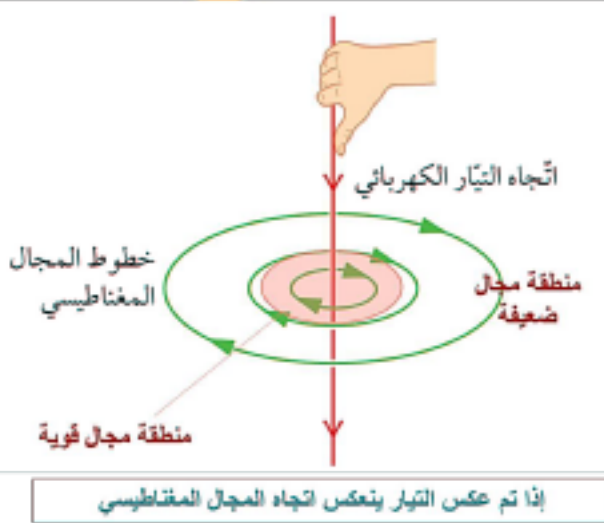 اتّجاه التيّار الكهربائي
خطوط المجال
المغناطيسي
منطقة مجال
ضعيفة
منطقة مجال قوية
إذا تم عكس التيار ينعكس اتجاه المجال المغناطيسي